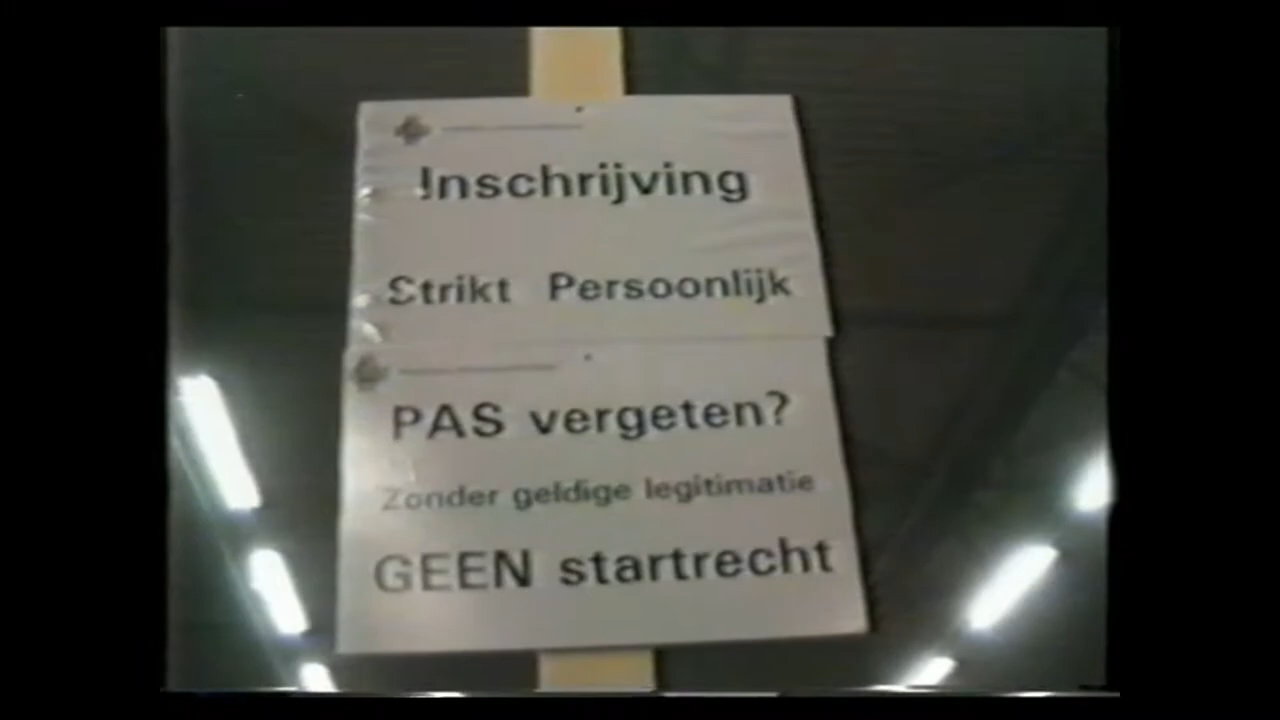 Inschrijving
Strikt Persoonlijk
PAS vergeten?
Zonder geldige legitimatie
GEEN startrecht